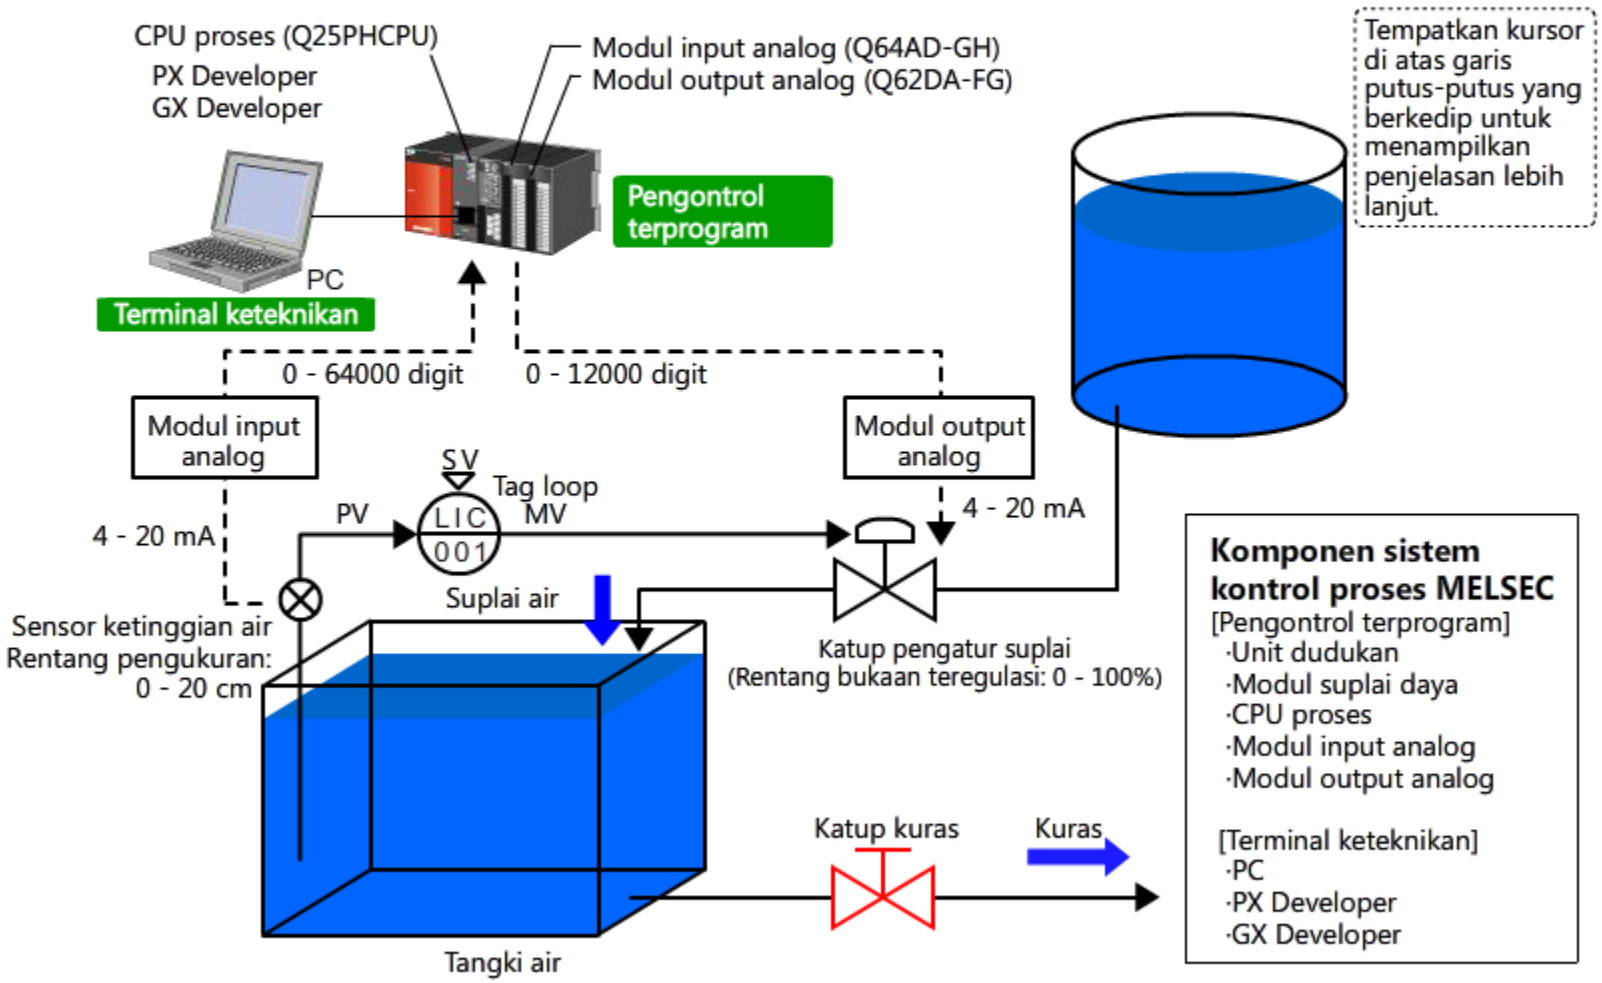 CPU proses (Q25PHCPU)
PX Developer
GX Developer
Modul input analog (Q64AD-GH)
Modul output analog (Q62DA-FG)
Tempatkan kursor
di atas garis
putus-putus yang
berkedip untuk
menampilkan
penjelasan lebih
lanjut.
Pengontrol
terprogram
PC
Terminal keteknikan
0 - 64000 digit
0 - 12000 digit
Modul input
analog
Modul output
analog
SV
Tag loop
PV
LIC
001
MV
4 - 20 mA
4 - 20 mA
Suplai air
Sensor ketinggian air
Rentang pengukuran:
0 - 20 cm
Katup pengatur suplai
(Rentang bukaan teregulasi: 0 - 100%)
Komponen sistem
kontrol proses MELSEC
[Pengontrol terprogram]
·Unit dudukan
·Modul suplai daya
·CPU proses
·Modul input analog
·Modul output analog
[Terminal keteknikan]
·PC
·PX Developer
·GX Developer
Katup kuras
Kuras
Tangki air